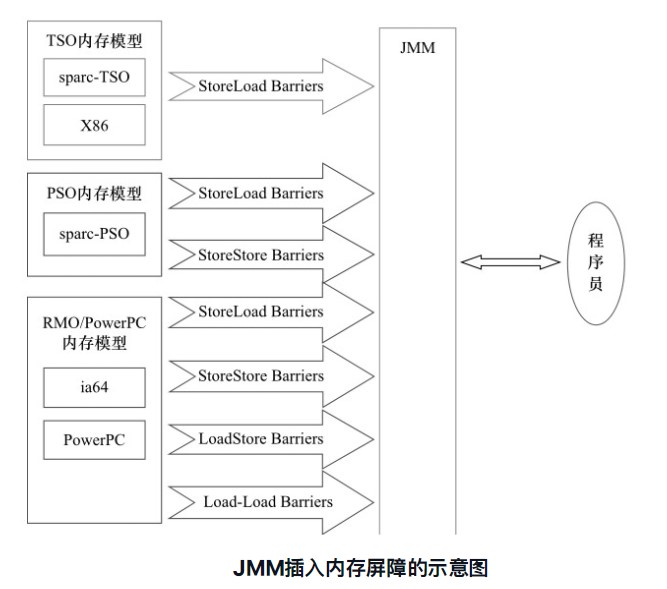 TSO内存模型
sparc-TSO
X86
StoreLoad Barriers
PSO内存模型
sparc-PSO
StoreLoad Barriers
StoreStore Barriers
RMO/PowerPC
内存模型
ia64
PowerPC
StoreLoad Barriers
StoreStore Barriers
LoadStore Barriers
Load-Load Barriers
JMM
程
序
员
JMM插入内存屏障的示意图